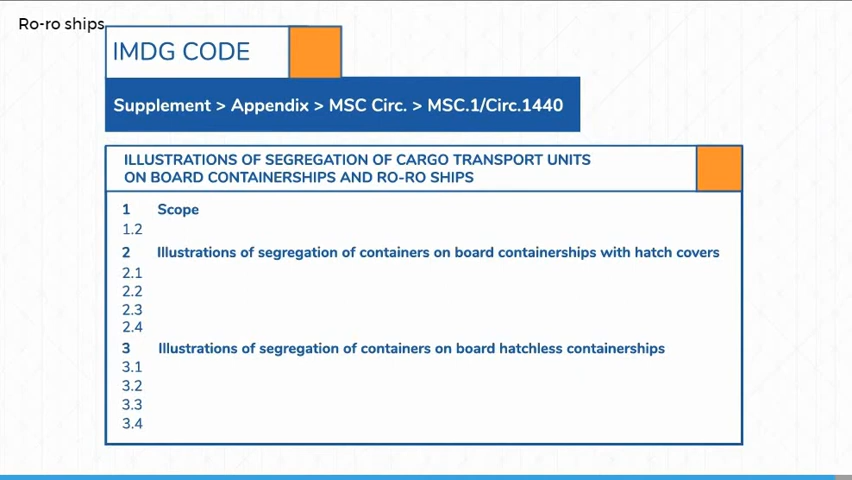 Ro-ro ships
IMDG CODE
Supplement > Appendix > MSC Circ. > MSC.1/Circ.1440
ILLUSTRATIONS OF SEGREGATION OF CARGO TRANSPORT UNITS
ON BOARD CONTAINERSHIPS AND RO-RO SHIPS
1 Scope
1.2
2 Illustrations of segregation of containers on board containerships with hatch covers
2.1
2.2
2.3
2.4
3 Illustrations of segregation of containers on board hatchless containerships
3.1
3.2
3.3
3.4